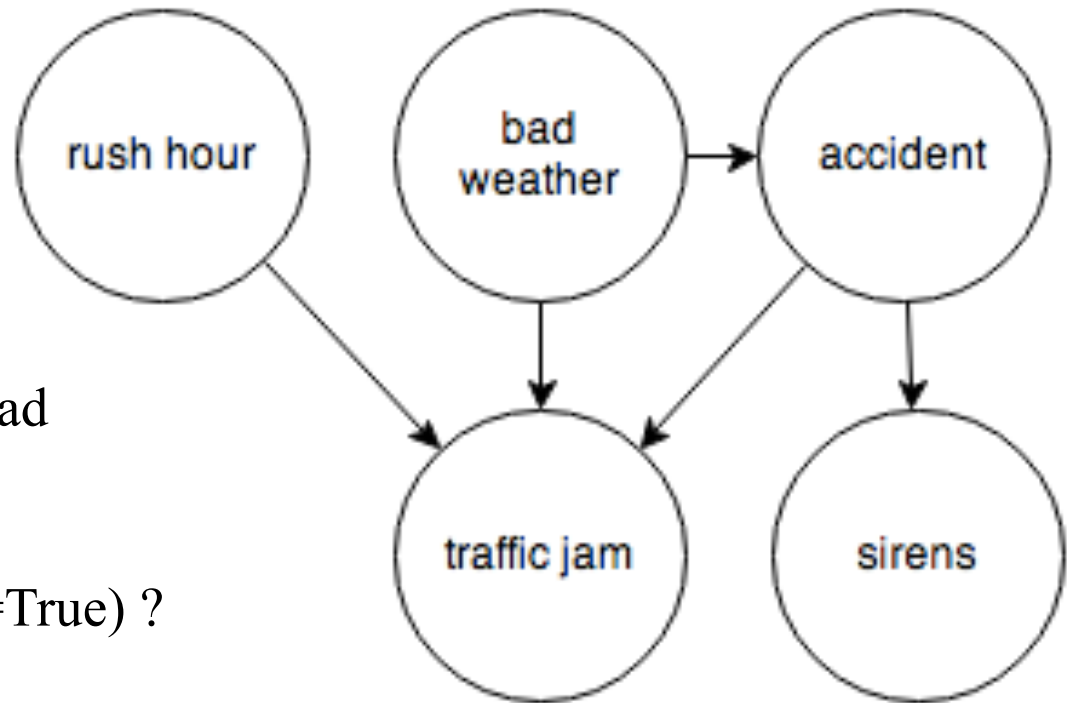 rush hour
bad
weather
accident
ad
traffic jam
sirens
=True) ?